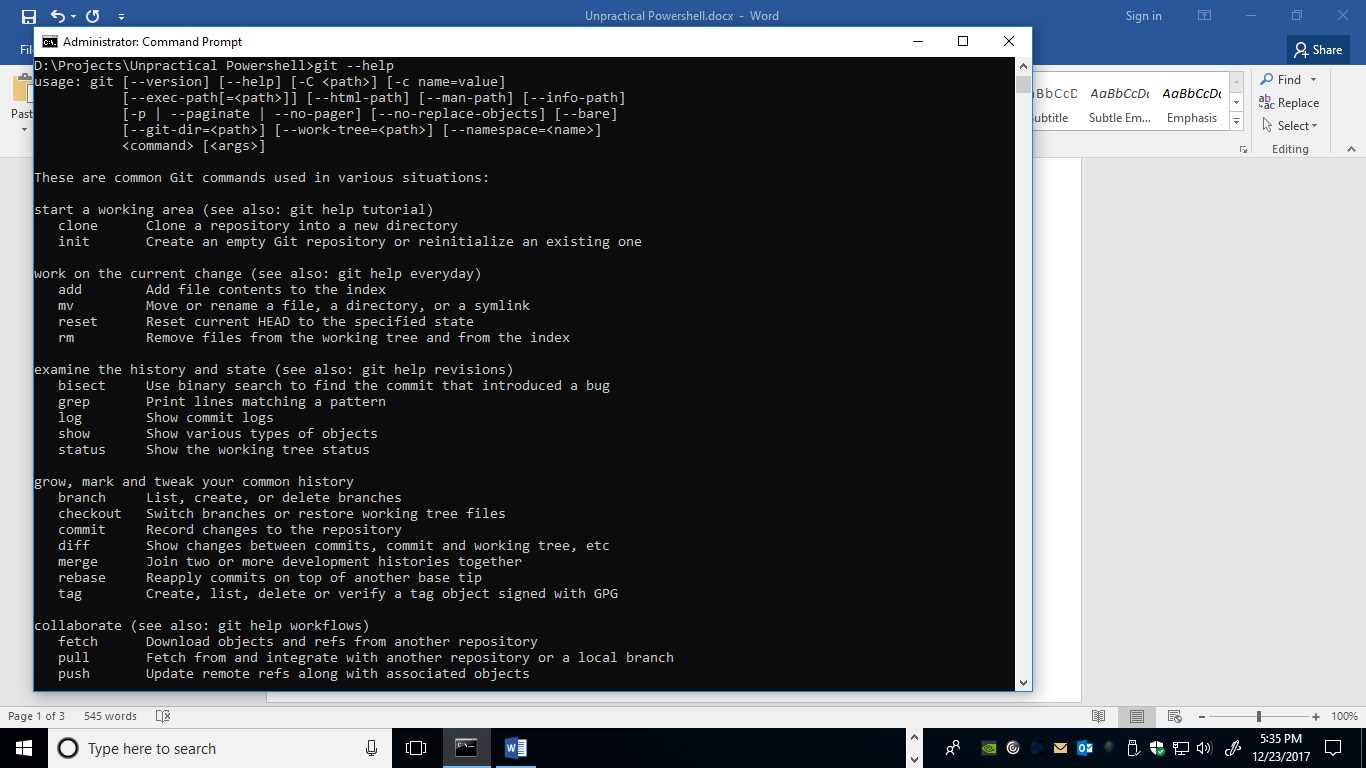 Unpractical Powershell.docx - Word
Sign in
Administrator: Command Prompt
Share
Find
Replace
Select
Editing
Subtle Em...
Emphasis
AaBbCcDc
D:\Projects\Unpractical Powershell>git --help
usage: git [--version] [--help] [-C <path>] [-c name=value]
           [--exec-path[=<path>]] [--html-path] [--man-path] [--info-path]
           [-p | --paginate | --no-pager] [--no-replace-objects] [--bare]
           [--git-dir=<path>] [--work-tree=<path>] [--namespace=<name>]
           <command> [<args>]
These are common Git commands used in various situations:
start a working area (see also: git help tutorial)
   clone      Clone a repository into a new directory
   init       Create an empty Git repository or reinitialize an existing one
work on the current change (see also: git help everyday)
   add        Add file contents to the index
   mv         Move or rename a file, a directory, or a symlink
   reset      Reset current HEAD to the specified state
   rm         Remove files from the working tree and from the index
examine the history and state (see also: git help revisions)
   bisect     Use binary search to find the commit that introduced a bug
   grep       Print lines matching a pattern
   log        Show commit logs
   show       Show various types of objects
   status     Show the working tree status
grow, mark and tweak your common history
   branch     List, create, or delete branches
   checkout   Switch branches or restore working tree files
   commit     Record changes to the repository
   diff       Show changes between commits, commit and working tree, etc
   merge      Join two or more development histories together
   rebase     Reapply commits on top of another base tip
   tag        Create, list, delete or verify a tag object signed with GPG
collaborate (see also: git help workflows)
   fetch      Download objects and refs from another repository
   pull       Fetch from and integrate with another repository or a local branch
   push       Update remote refs along with associated objects
Page 1 of 3
545 words
100%
Type here to search
5:35 PM
12/23/2017